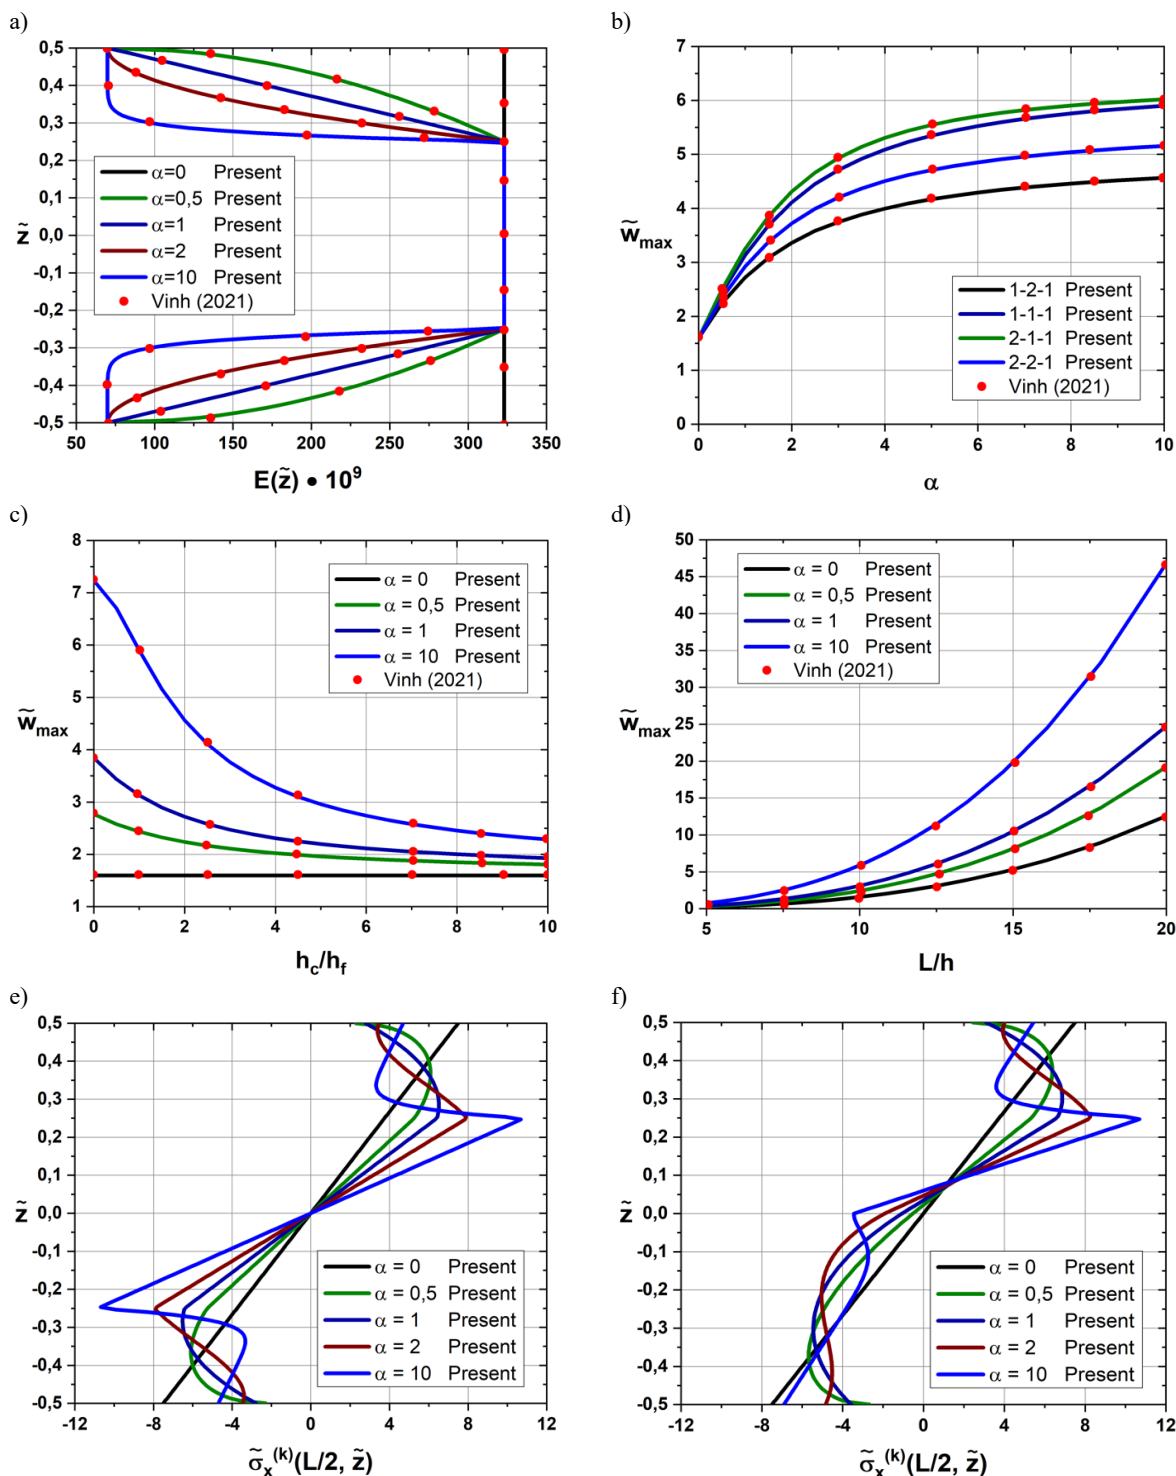 a)
0,5
0,3
0,2
0,1
0,0
-0,1
-0,2
-0,3
-0,5
z̃
α=0 Present
α=0,5 Present
α=1 Present
α=2 Present
α=10 Present
Vinh (2021)
50 100 150 200 250 300 350
E(z̃) • 10⁹
b)
7
6
5
4
3
2
1
0
w̃max
1-2-1 Present
1-1-1 Present
2-1-1 Present
2-2-1 Present
Vinh (2021)
0 2 4 6 8 10
α
c)
8
7
6
5
4
3
2
1
w̃max
α = 0 Present
α = 0,5 Present
α = 1 Present
α = 10 Present
Vinh (2021)
0 2 4 6 8 10
hc/hf
d)
50
45
40
35
30
25
20
15
10
5
0
w̃max
α = 0 Present
α = 0,5 Present
α = 1 Present
α = 10 Present
Vinh (2021)
5 10 15 20
L/h
e)
0,5
0,4
0,3
0,2
0,1
0,0
-0,1
-0,2
-0,3
-0,4
-0,5
z̃
α = 0 Present
α = 0,5 Present
α = 1 Present
α = 2 Present
α = 10 Present
-12 -8 -4 0 4 8 12
σ̃x⁽ᵏ⁾(L/2, z̃)
f)
0,5
0,4
0,3
0,2
0,1
0,0
-0,1
-0,2
-0,3
-0,4
-0,5
z̃
α = 0 Present
α = 0,5 Present
α = 1 Present
α = 2 Present
α = 10 Present
-12 -8 -4 0 4 8 12
σ̃x⁽ᵏ⁾(L/2, z̃)